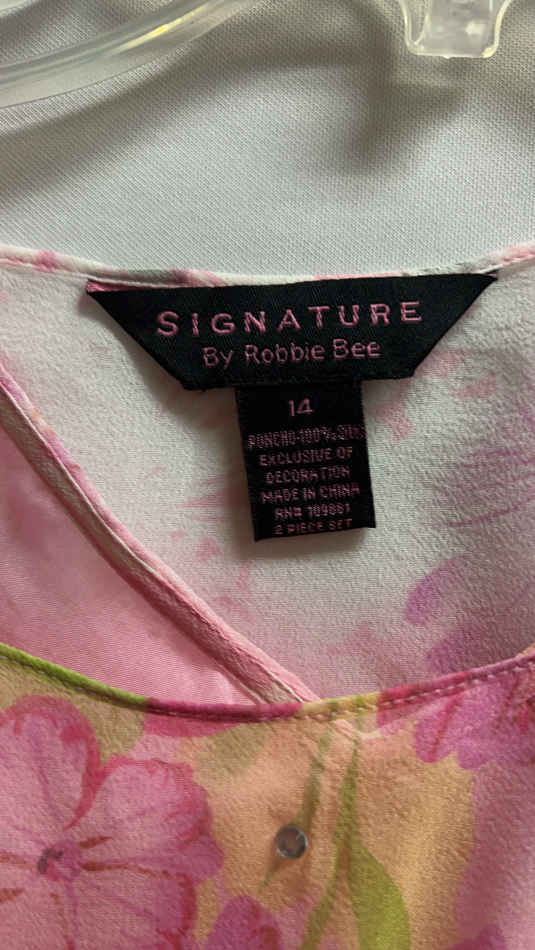 SIGNATURE
By Robbie Bee
14
PONCHO-100% SILK
EXCLUSIVE OF
DECORATION
MADE IN CHINA
RN# 109881
2 PIECE SET